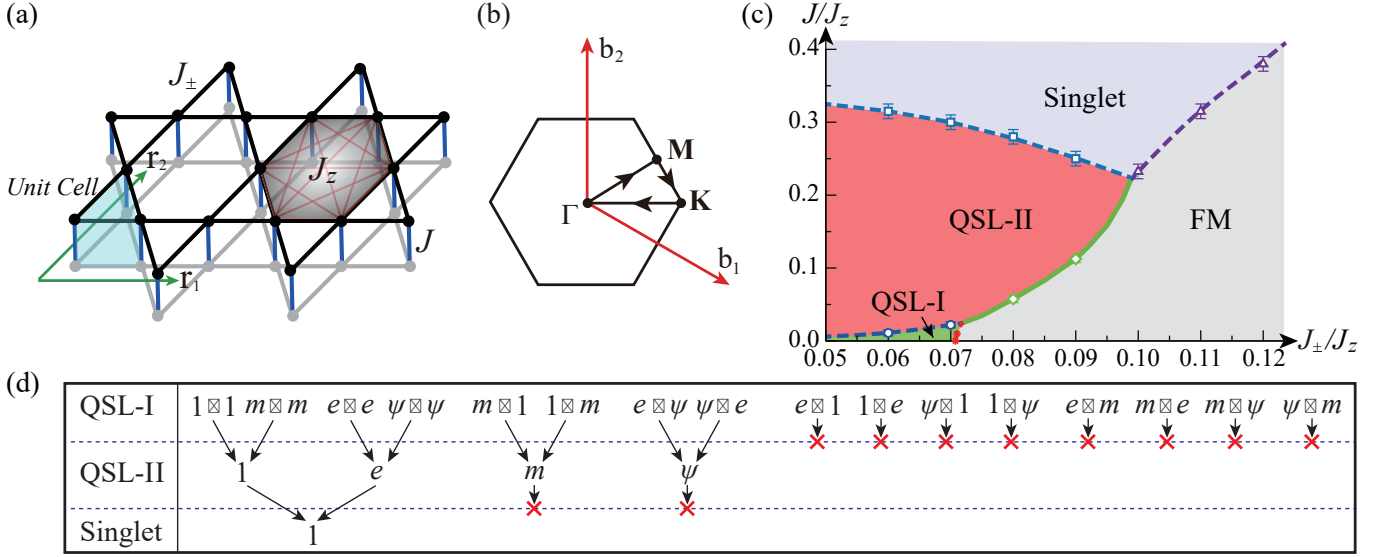 (a)
J±
r2
Unit Cell
Jz
J
r1
(b)
b2
M
Γ
K
b1
(c)
J/Jz
0.4
0.3
0.2
0.1
0.0
Singlet
QSL-II
FM
QSL-I
0.05 0.06 0.07 0.08 0.09 0.10 0.11 0.12
J±/Jz
(d)
QSL-I 1☒1 m☒m e☒e ψ☒ψ m☒1 1☒m e☒ψ ψ☒e e☒1 1☒e ψ☒1 1☒ψ e☒m m☒e m☒ψ ψ☒m
QSL-II 1 e m ψ
Singlet 1